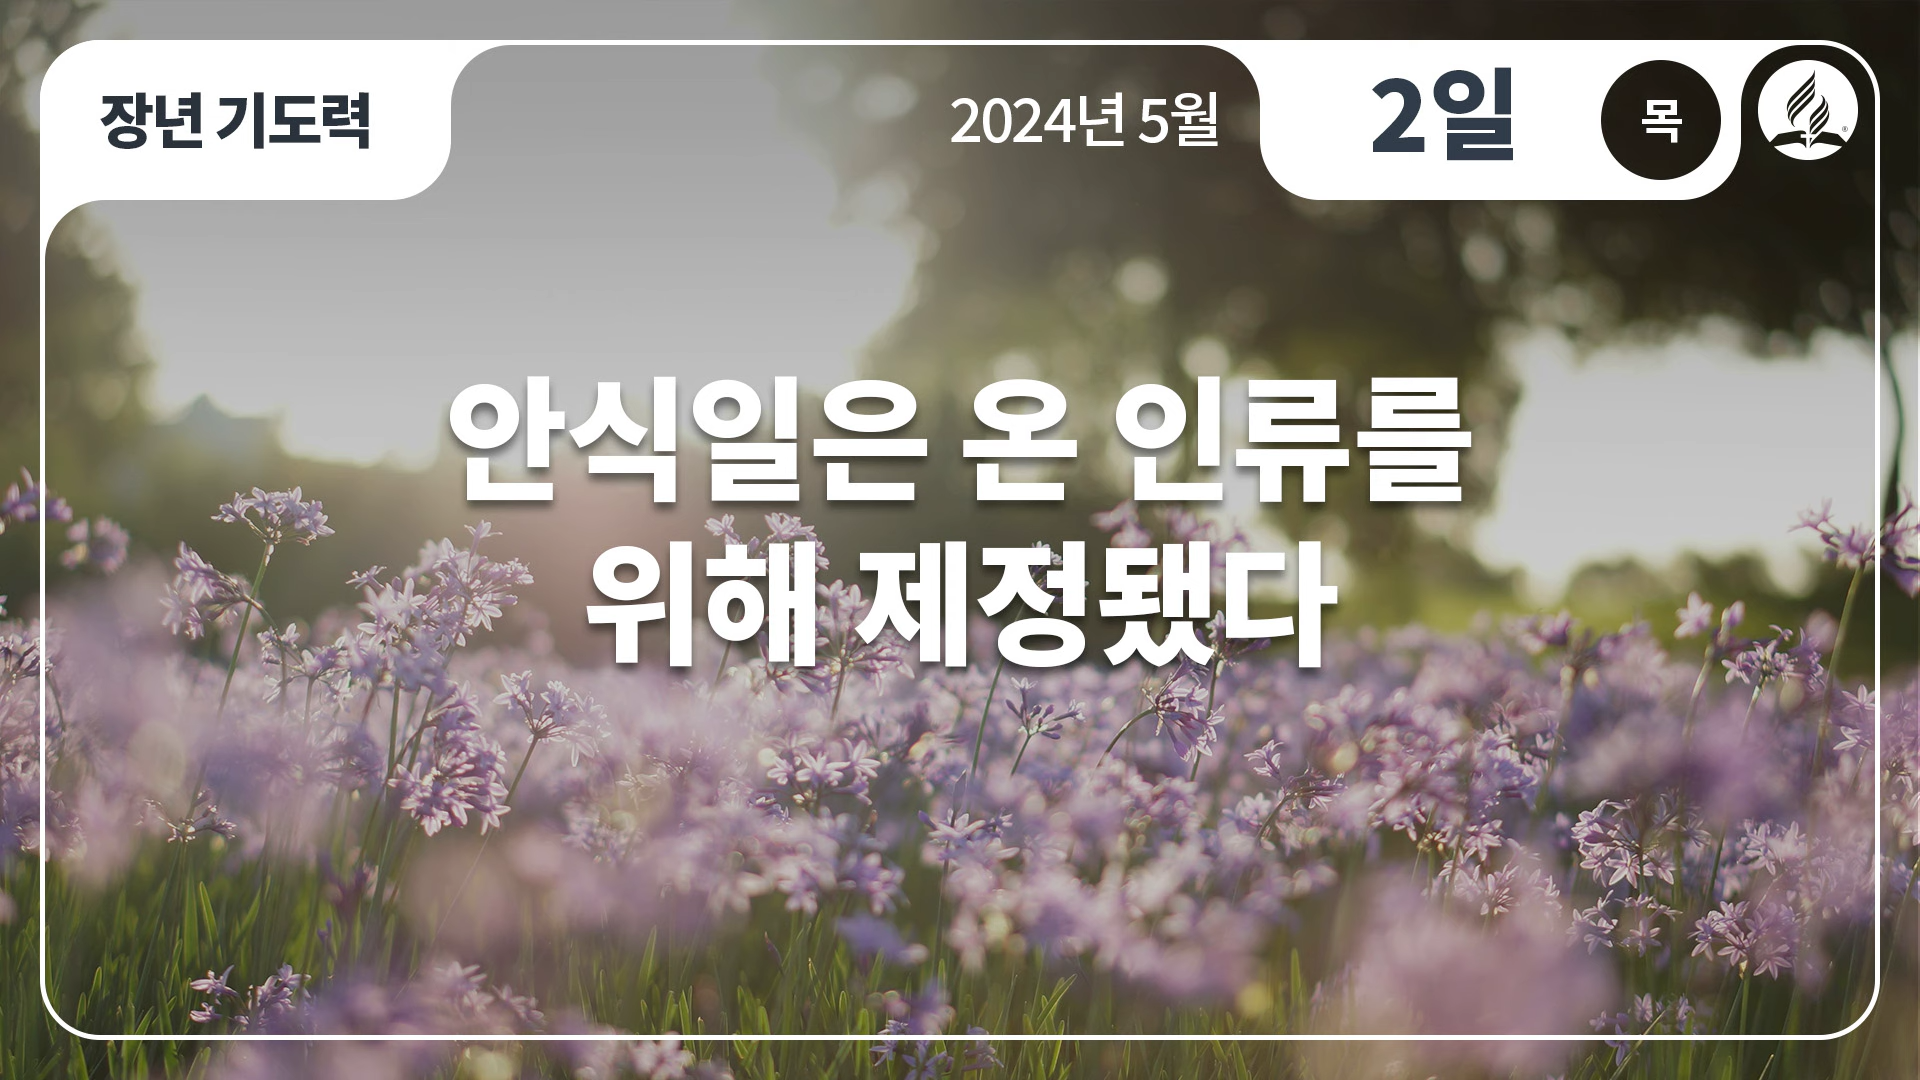 장년 기도력
2024년 5월
2일
목
안식일은 온 인류를
위해 제정됐다